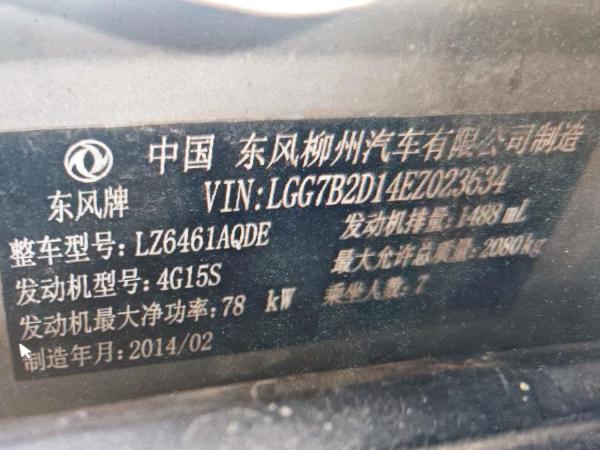 中国 东风柳州汽车有限公司制造
东风牌
VIN:LGG7B2D14EZ023634
整车型号:LZ6461AQDE
发动机排量:1488 mL
发动机型号:4G15S
最大允许总质量:2080kg
发动机最大净功率:78 kW
乘坐人数:7
制造年月:2014/02